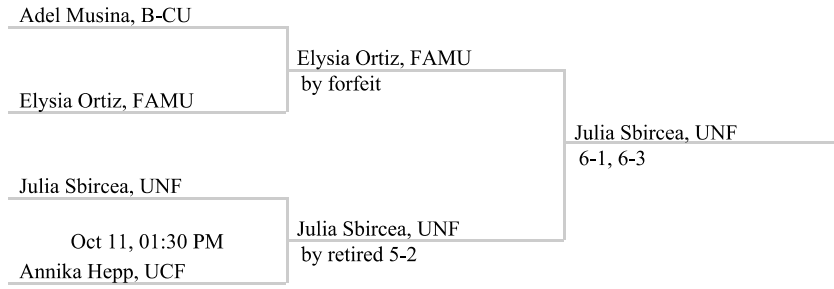 Adel Musina, B-CU
Elysia Ortiz, FAMU
by forfeit
Elysia Ortiz, FAMU
Julia Sbircea, UNF
6-1, 6-3
Julia Sbircea, UNF
Julia Sbircea, UNF
Oct 11, 01:30 PM
by retired 5-2
Annika Hepp, UCF